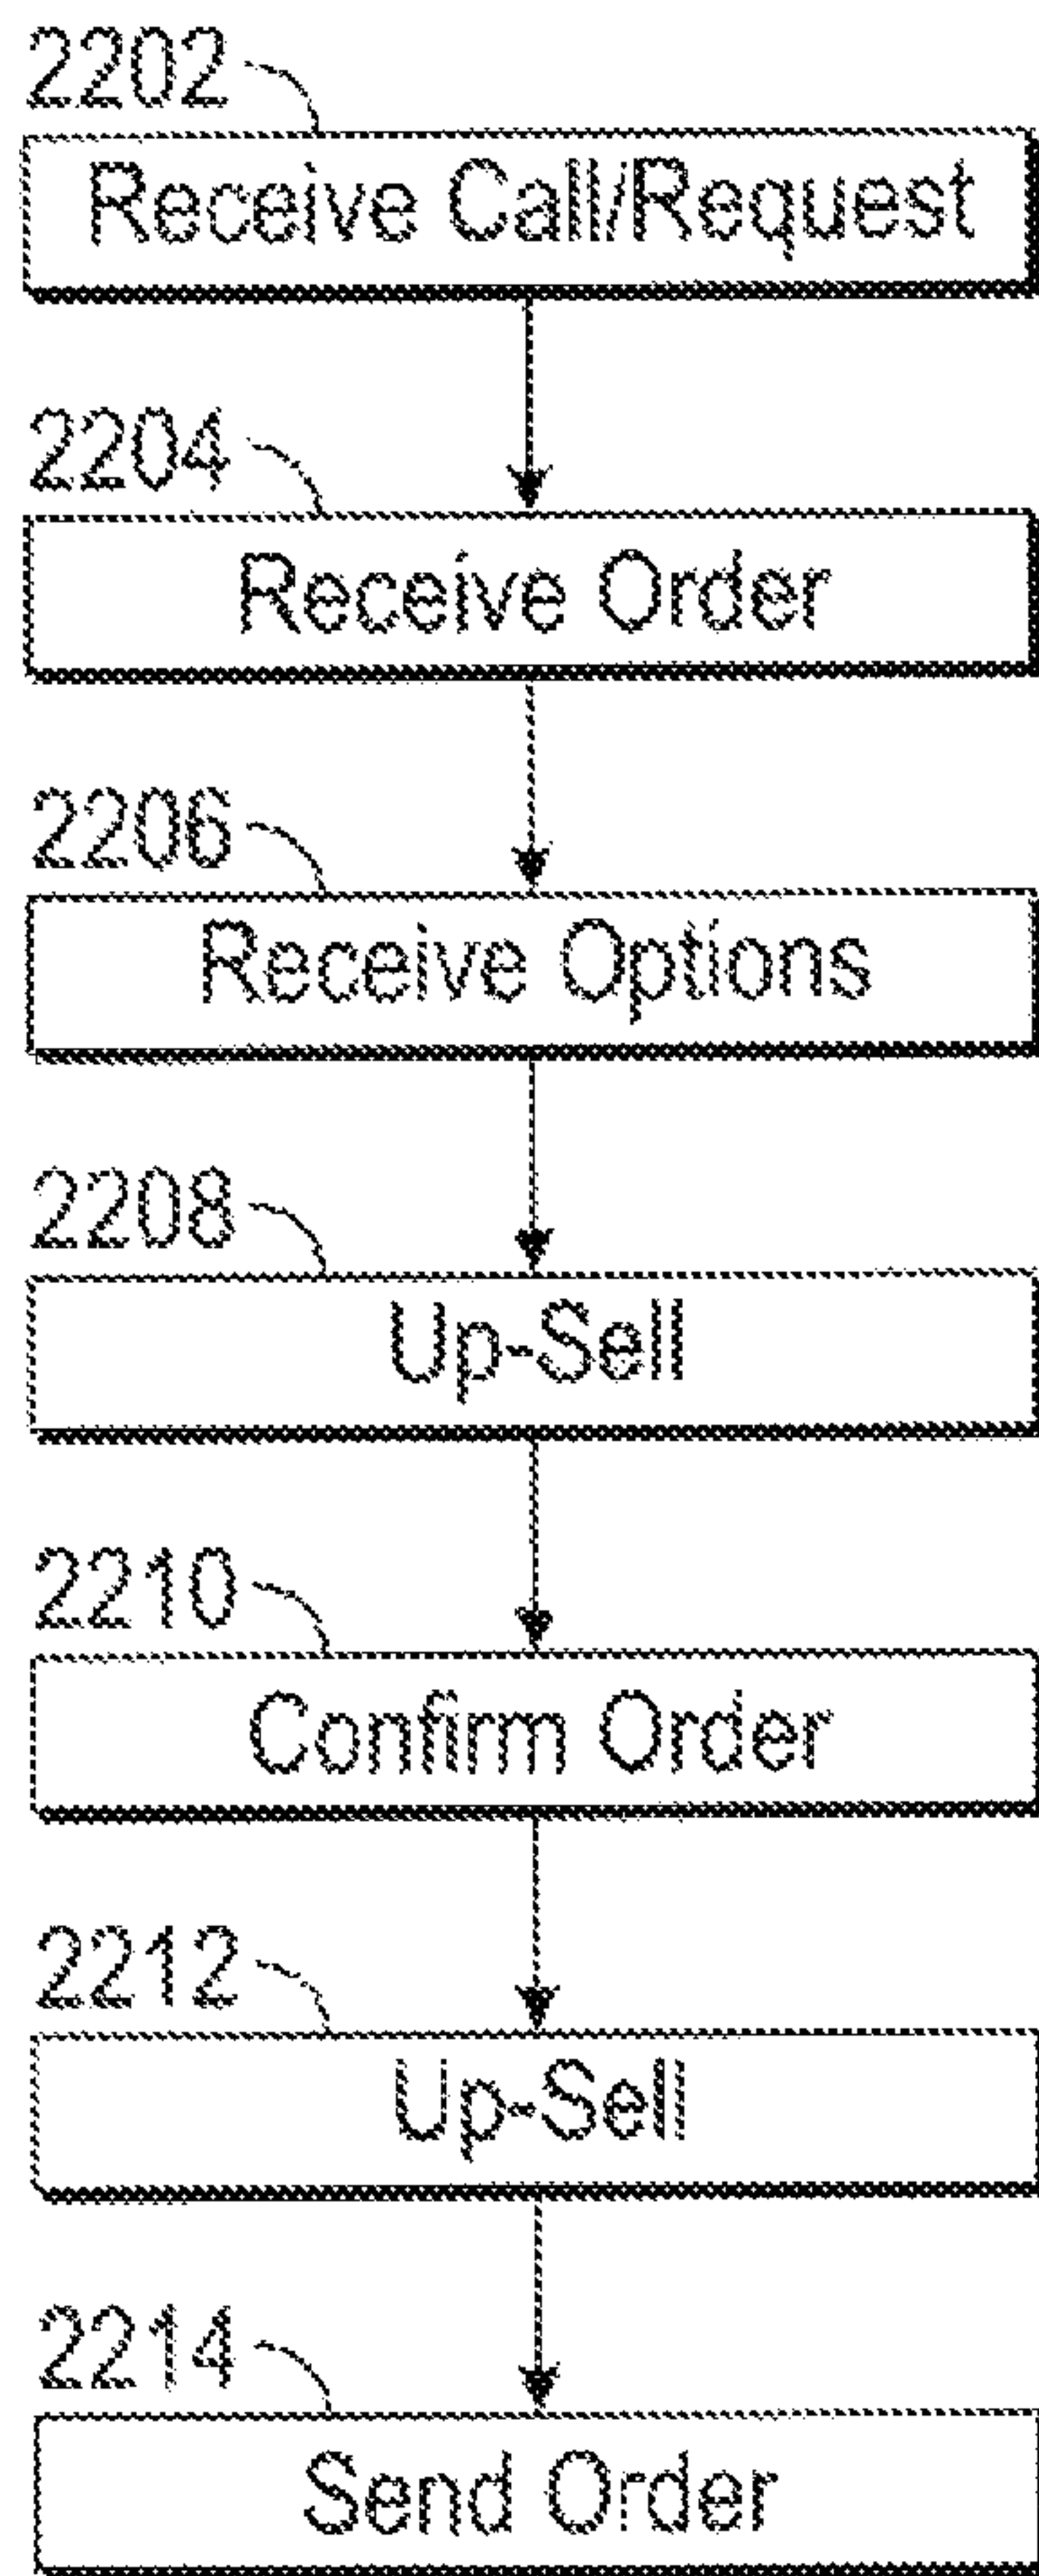 2202
Receive Call/Request
2204
Receive Order
2206
Receive Options
2208
Up-Sell
2210
Confirm Order
2212
Up-Sell
2214
Send Order